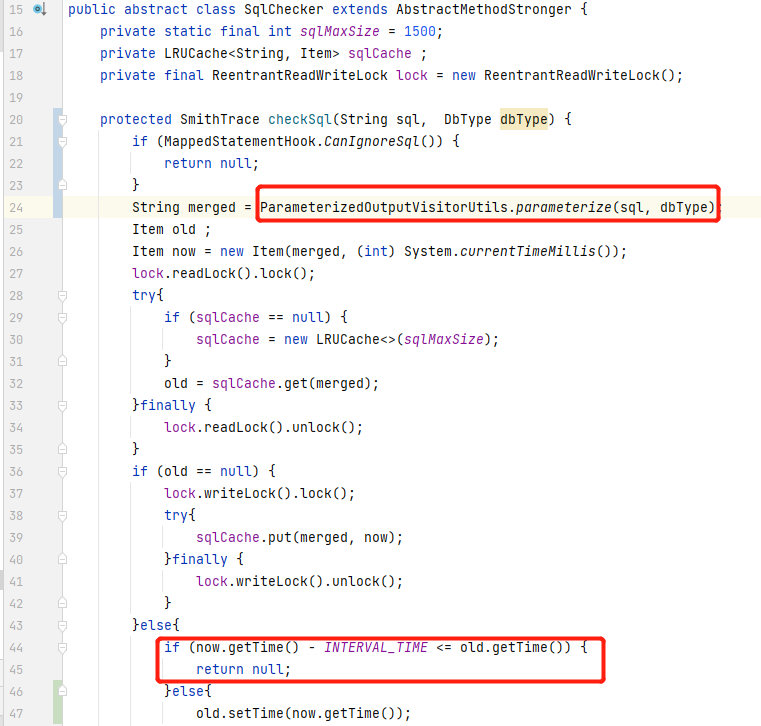 15 public abstract class SqlChecker extends AbstractMethodStronger {
16 private static final int sqlMaxSize = 1500;
17 private LRUCache<String, Item> sqlCache ;
18 private final ReentrantReadWriteLock lock = new ReentrantReadWriteLock();
19
20 protected SmithTrace checkSql(String sql,  DbType dbType) {
21 if (MappedStatementHook.CanIgnoreSql()) {
22 return null;
23 }
24 String merged = ParameterizedOutputVisitorUtils.parameterize(sql, dbType);
25 Item old ;
26 Item now = new Item(merged, (int) System.currentTimeMillis());
27 lock.readLock().lock();
28 try{
29 if (sqlCache == null) {
30 sqlCache = new LRUCache<>(sqlMaxSize);
31 }
32 old = sqlCache.get(merged);
33 }finally {
34 lock.readLock().unlock();
35 }
36 if (old == null) {
37 lock.writeLock().lock();
38 try{
39 sqlCache.put(merged, now);
40 }finally {
41 lock.writeLock().unlock();
42 }
43 }else{
44 if (now.getTime() - INTERVAL_TIME <= old.getTime()) {
45 return null;
46 }else{
47 old.setTime(now.getTime());